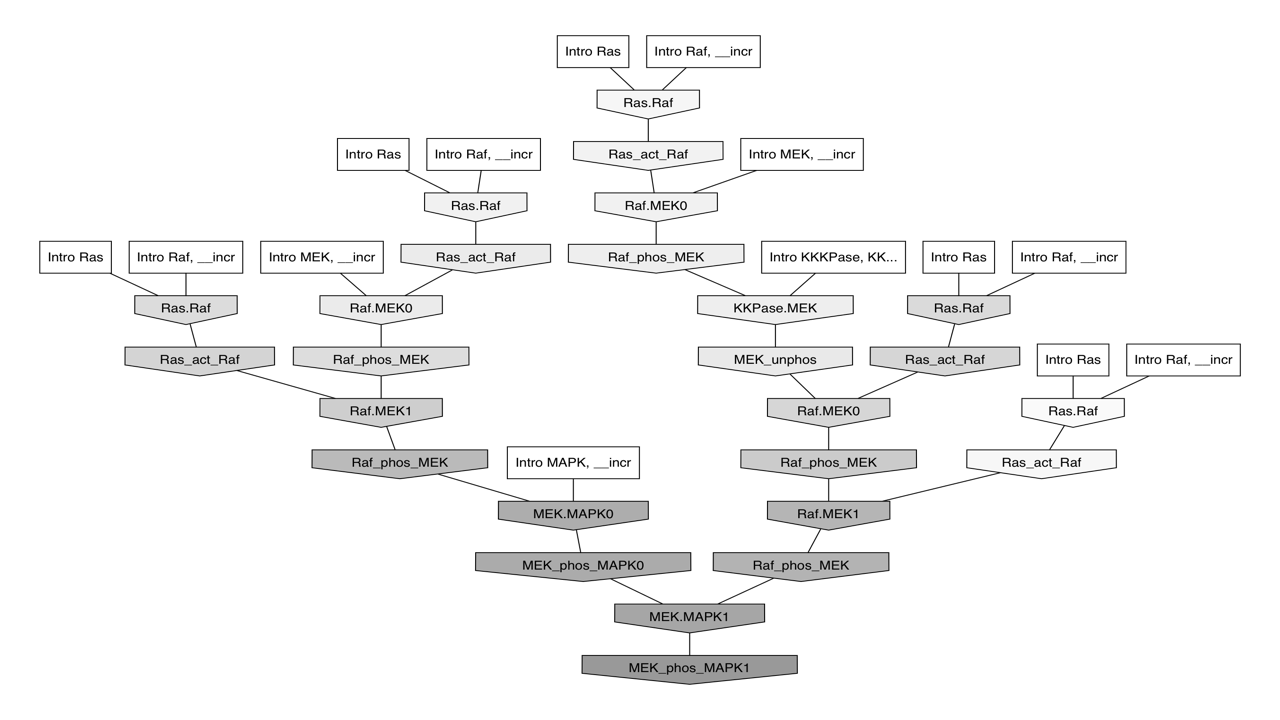 Intro Ras
Intro Raf, __incr
Ras.Raf
Intro Ras
Intro Raf, __incr
Ras_act_Raf
Intro MEK, __incr
Ras.Raf
Raf.MEK0
Intro Ras
Intro Raf, __incr
Intro MEK, __incr
Ras_act_Raf
Raf_phos_MEK
Intro KKKPase, KK...
Intro Ras
Intro Raf, __incr
Ras.Raf
Raf.MEK0
KKPase.MEK
Ras.Raf
Ras_act_Raf
Raf_phos_MEK
MEK_unphos
Ras_act_Raf
Intro Ras
Intro Raf, __incr
Raf.MEK1
Raf.MEK0
Ras.Raf
Raf_phos_MEK
Intro MAPK, __incr
Raf_phos_MEK
Ras_act_Raf
MEK.MAPK0
Raf.MEK1
MEK_phos_MAPK0
Raf_phos_MEK
MEK.MAPK1
MEK_phos_MAPK1